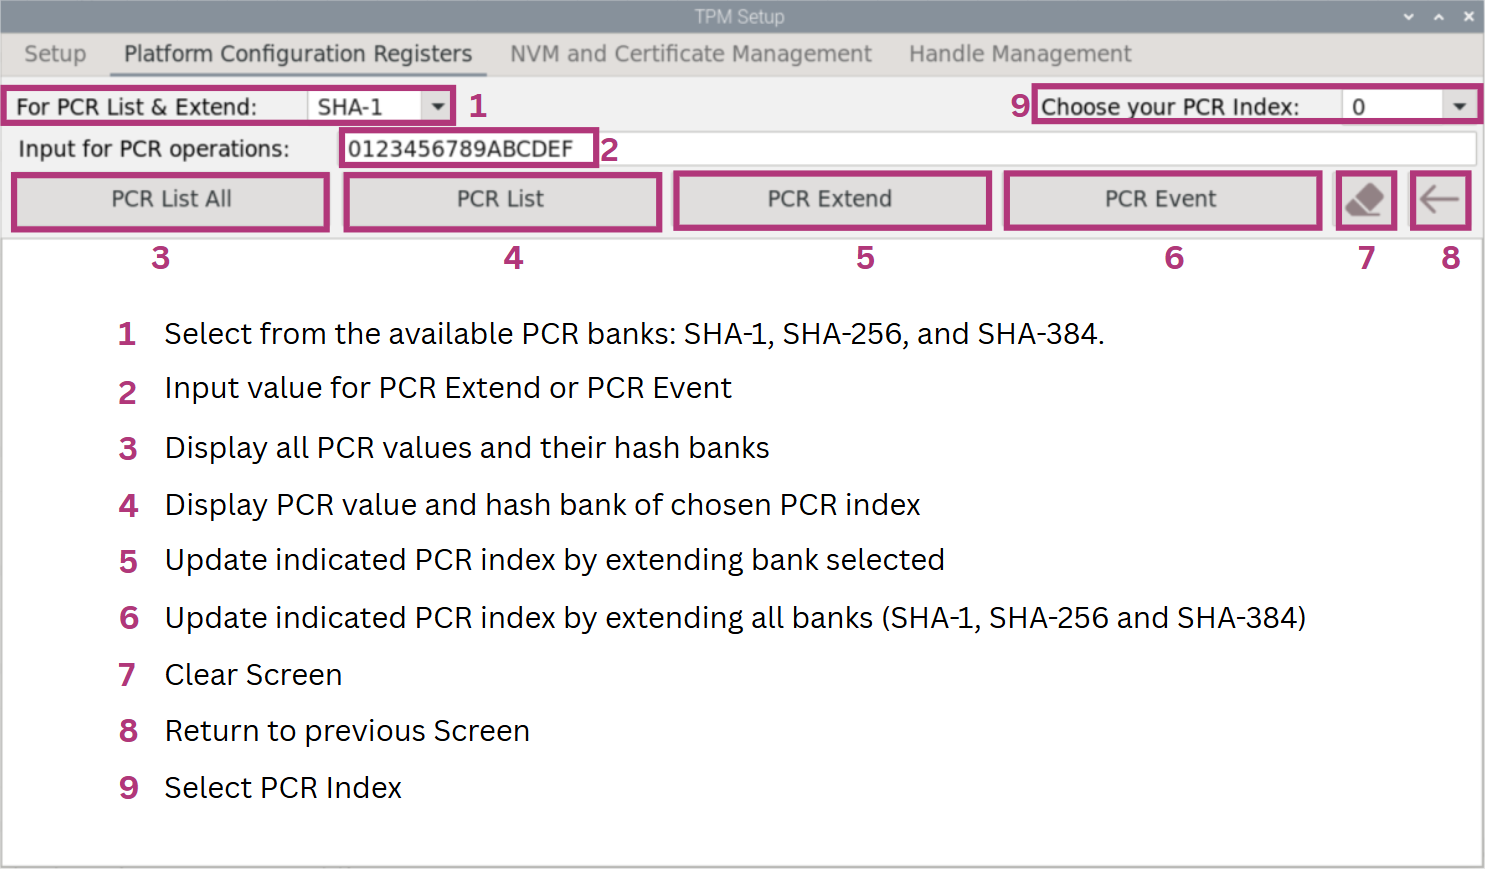 TPM Setup
Setup Platform Configuration Registers NVM and Certificate Management Handle Management
For PCR List & Extend: SHA-1 1 9 Choose your PCR Index: 0
Input for PCR operations: 0123456789ABCDEF 2
PCR List All PCR List PCR Extend PCR Event
3 4 5 6 7 8
1 Select from the available PCR banks: SHA-1, SHA-256, and SHA-384.
2 Input value for PCR Extend or PCR Event
3 Display all PCR values and their hash banks
4 Display PCR value and hash bank of chosen PCR index
5 Update indicated PCR index by extending bank selected
6 Update indicated PCR index by extending all banks (SHA-1, SHA-256 and SHA-384)
7 Clear Screen
8 Return to previous Screen
9 Select PCR Index